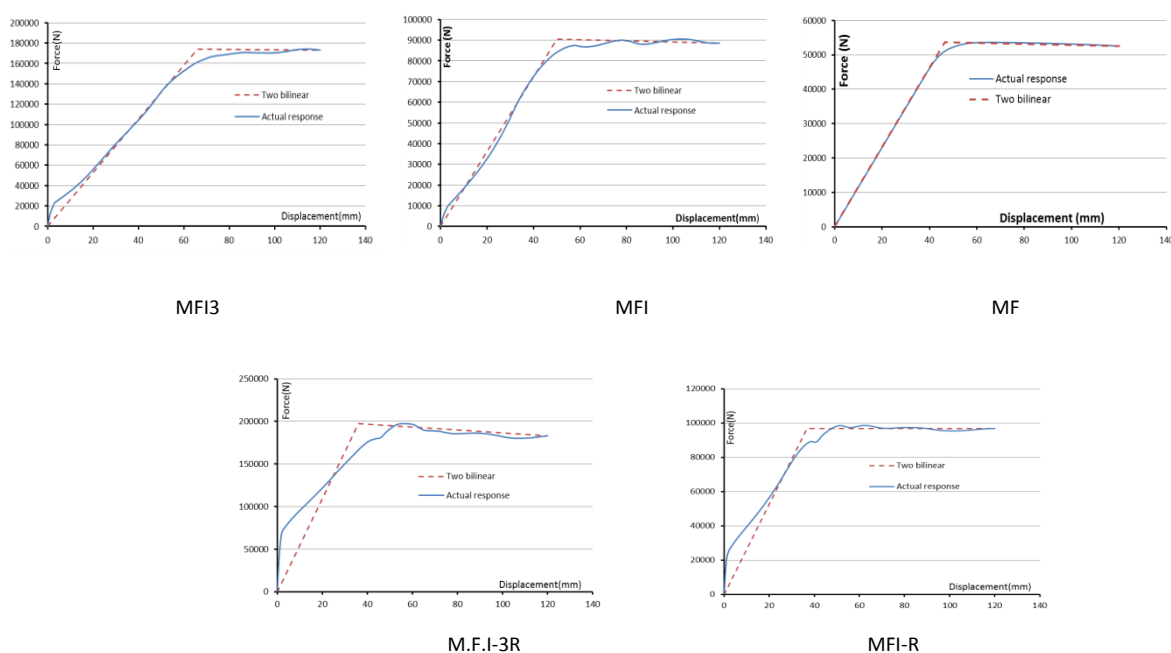 200000
180000
160000
140000
120000
100000
80000
60000
40000
20000
0
Force(N)
Two bilinear
Actual response
Displacement(mm)
0 20 40 60 80 100 120 140
MFI3
100000
90000
80000
70000
60000
50000
40000
30000
20000
10000
0
Force (N)
Two bilinear
Actual response
Displacement(mm)
0 20 40 60 80 100 120 140
MFI
60000
50000
40000
30000
20000
10000
0
Force (N)
Actual response
Two bilinear
Displacement (mm)
0 20 40 60 80 100 120 140
MF
250000
200000
150000
100000
50000
0
Force(N)
Two bilinear
Actual response
Displacement(mm)
0 20 40 60 80 100 120 140
M.F.I-3R
120000
100000
80000
60000
40000
20000
0
Force(N)
Two bilinear
Actual response
Displacement(mm)
0 20 40 60 80 100 120 140
MFI-R